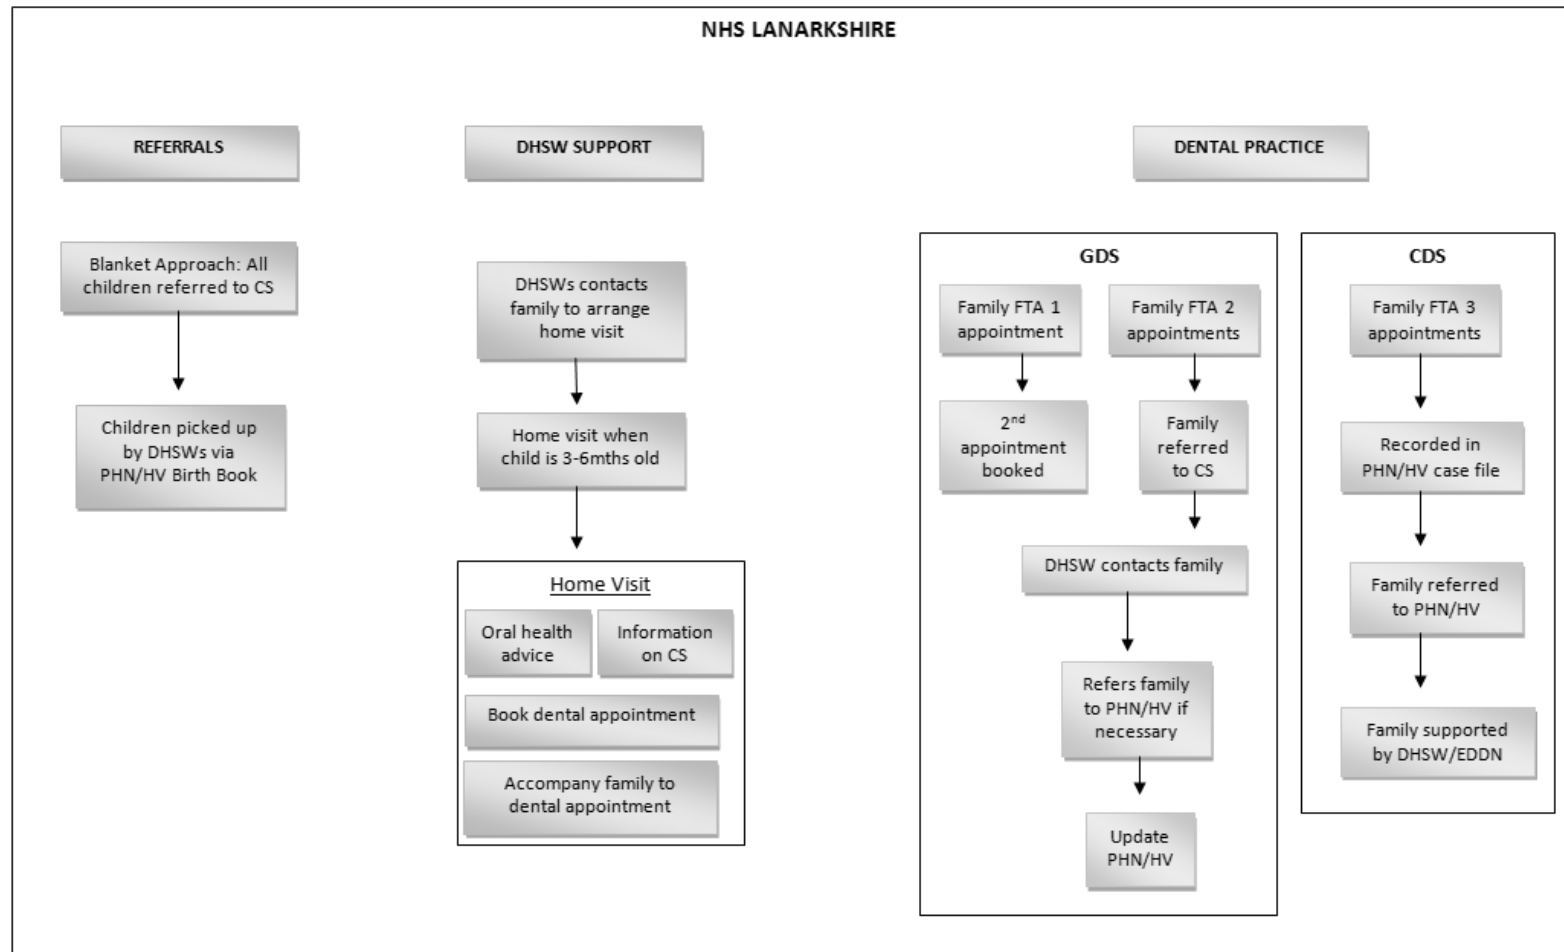 NHS LANARKSHIRE
REFERRALS
Blanket Approach: All
children referred to CS
Children picked up
by DHSWs via
PHN/HV Birth Book
DHSW SUPPORT
DHSWs contacts
family to arrange
home visit
Home visit when
child is 3-6mths old
Home Visit
Oral health
advice
Information
on CS
Book dental appointment
Accompany family to
dental appointment
DENTAL PRACTICE
GDS
Family FTA 1
appointment
2nd
appointment
booked
Family FTA 2
appointments
Family
referred
to CS
DHSW contacts family
Refers family
to PHN/HV if
necessary
Update
PHN/HV
CDS
Family FTA 3
appointments
Recorded in
PHN/HV case file
Family referred
to PHN/HV
Family supported
by DHSW/EDDN